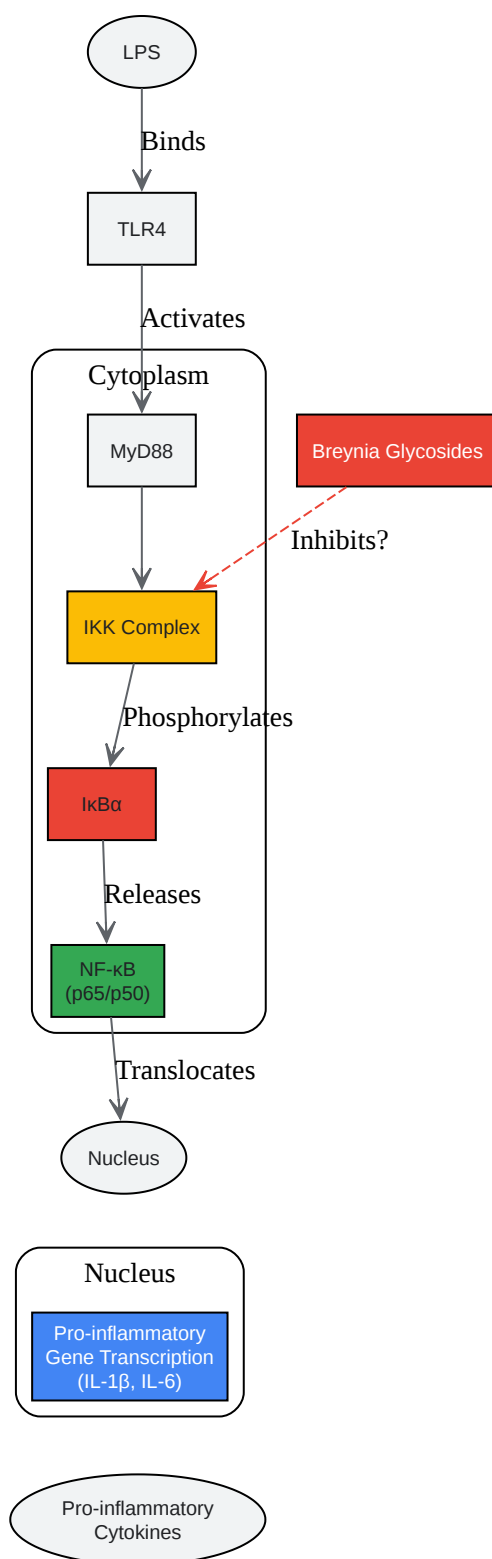 LPS
Binds
TLR4
Activates
Cytoplasm
MyD88
Breynia Glycosides
Inhibits?
IKK Complex
Phosphorylates
IκBα
Releases
NF-κB
(p65/p50)
Translocates
Nucleus
Nucleus
Pro-inflammatory
Gene Transcription
(IL-1β, IL-6)
Pro-inflammatory
Cytokines